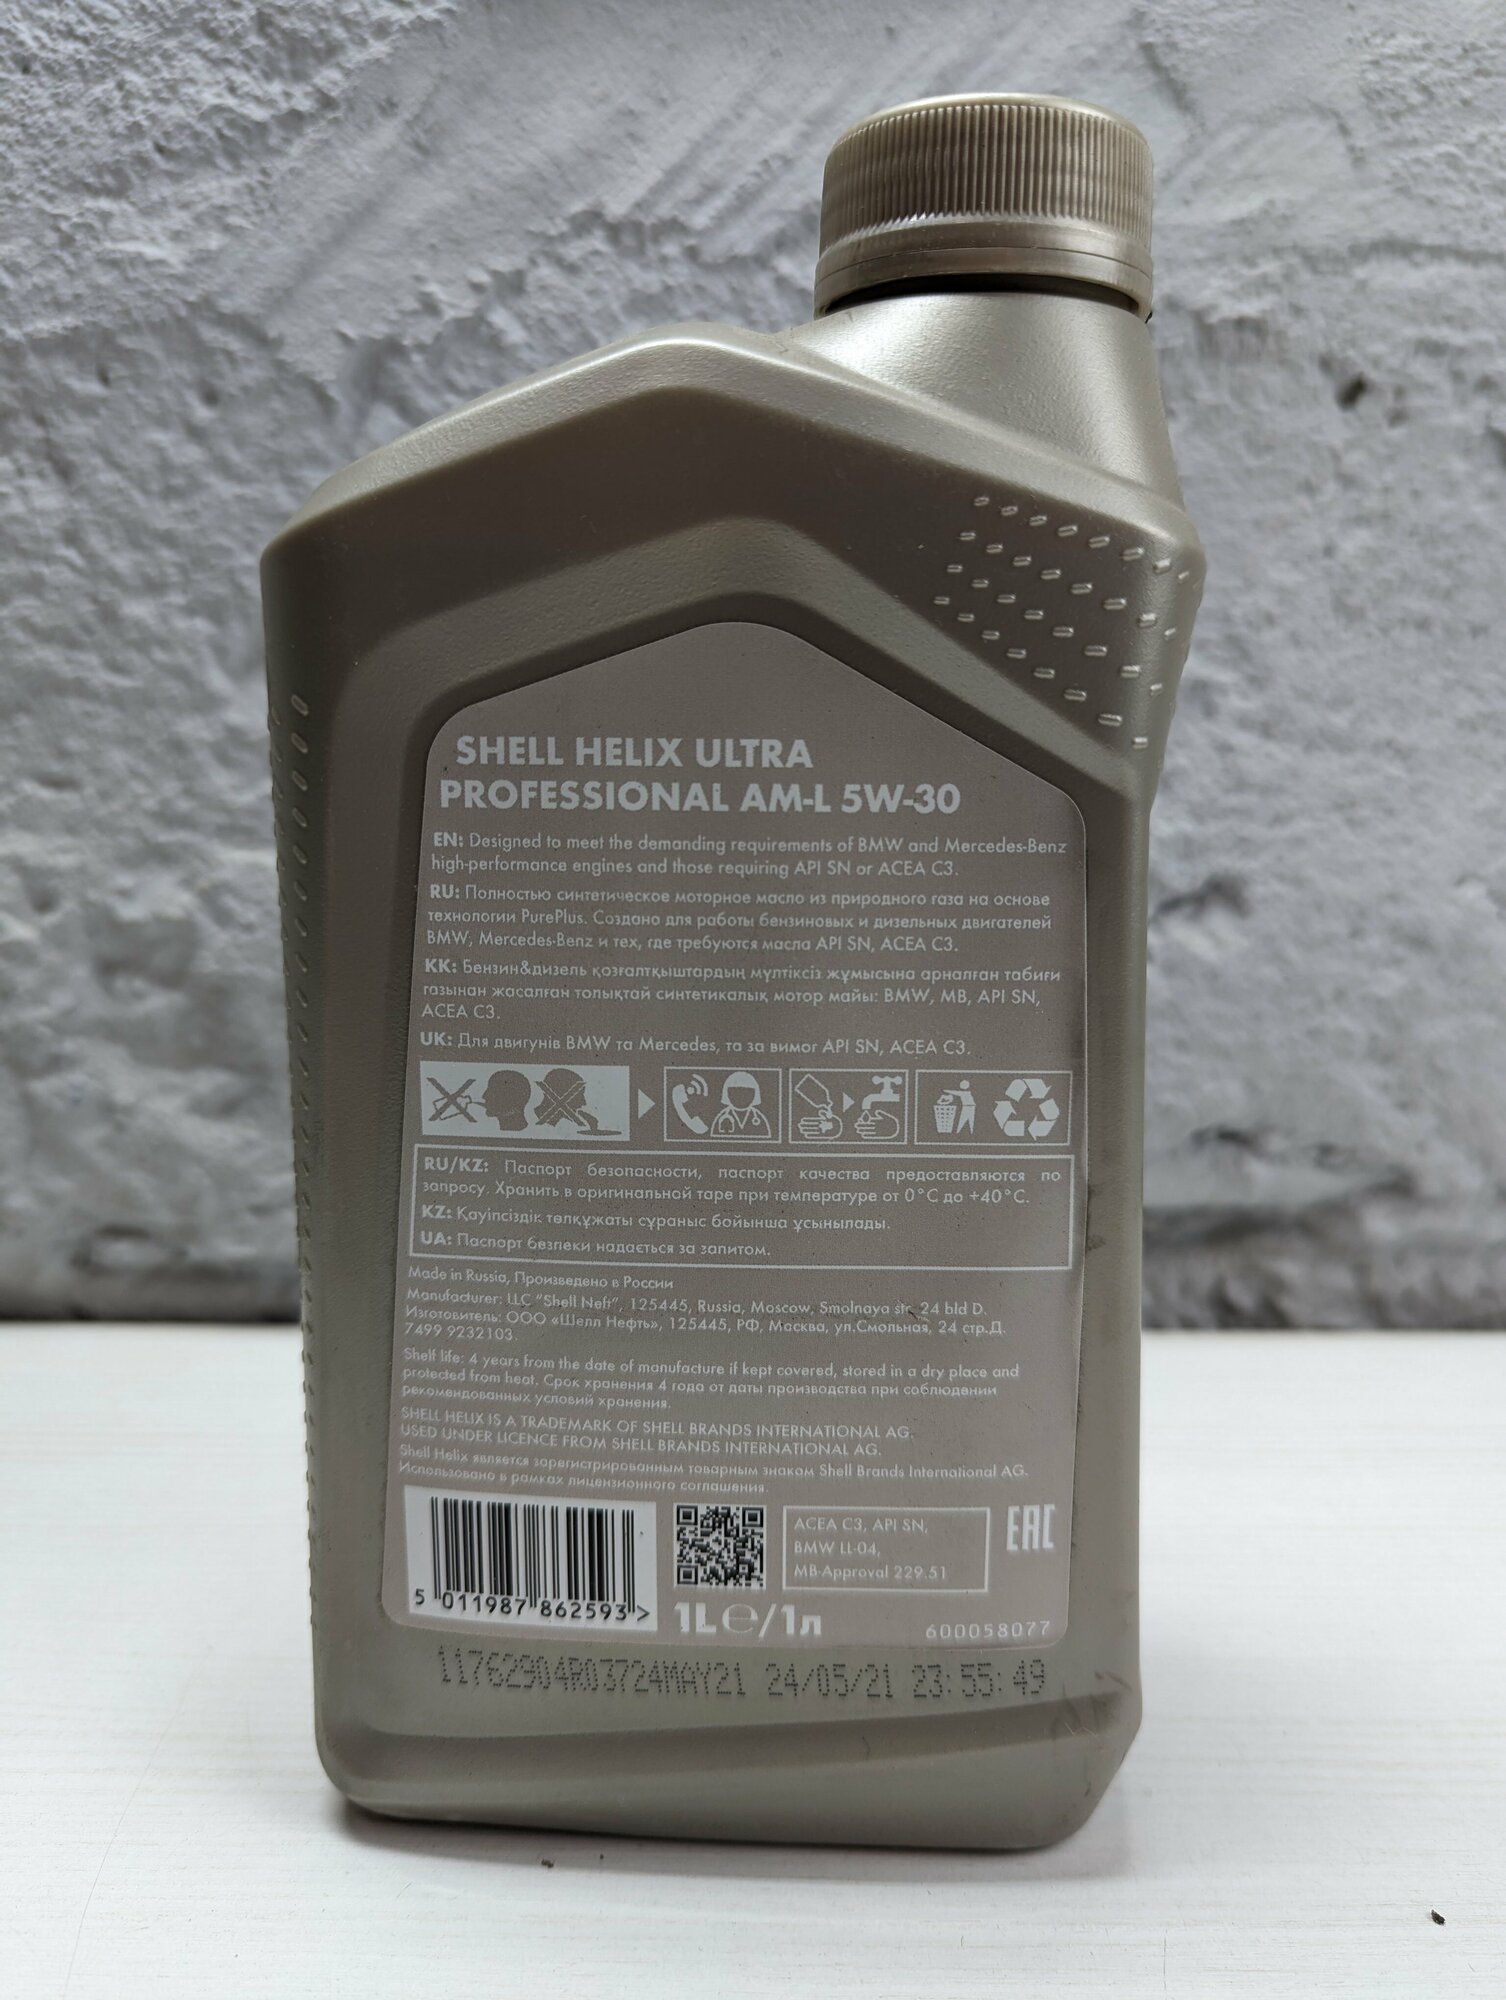 SHELL HELIX ULTRA
PROFESSIONAL AM-L 5W-30
EN: Designed to meet the demanding requirements of BMW and Mercedes-Benz
high-performance engines and those requiring API SN or ACEA C3.
RU: Полностью синтетическое моторное масло из природного газа на основе
технологии PurePlus. Создано для работы бензиновых и дизельных двигателей
BMW, Mercedes-Benz и тех, где требуются масла API SN, ACEA C3.
KK: Бензин&дизель қозғалтқыштардың мүлтіксіз жұмысына арналған табиғи
газынан жасалған толықтай синтетикалық мотор майы: BMW, MB, API SN,
ACEA C3.
UK: Для двигунів BMW та Mercedes, та за вимог API SN, ACEA C3.
RU/KZ: Паспорт безопасности, паспорт качества предоставляются по
запросу. Хранить в оригинальной таре при температуре от 0°C до +40°C.
KZ: Қауіпсіздік төлқұжаты сұраныс бойынша ұсынылады.
UA: Паспорт безпеки надається за запитом.
Made in Russia, Произведено в России
Manufacturer: LLC "Shell Neft", 125445, Russia, Moscow, Smolnaya str. 24 bld D.
Изготовитель: ООО «Шелл Нефть», 125445, РФ, Москва, ул.Смольная, 24 стр.Д.
7499 9232103.
Shelf life: 4 years from the date of manufacture if kept covered, stored in a dry place and
protected from heat. Срок хранения 4 года от даты производства при соблюдении
рекомендованных условий хранения.
SHELL HELIX IS A TRADEMARK OF SHELL BRANDS INTERNATIONAL AG.
USED UNDER LICENCE FROM SHELL BRANDS INTERNATIONAL AG.
Shell Helix является зарегистрированным товарным знаком Shell Brands International AG.
Использовано в рамках лицензионного соглашения.
ACEA C3, API SN,
BMW LL-04,
MB-Approval 229.51
EAC
5 011987 862593 >
1L e/1л
600058077
11762904R03724MAY21 24/05/21 23:55:49